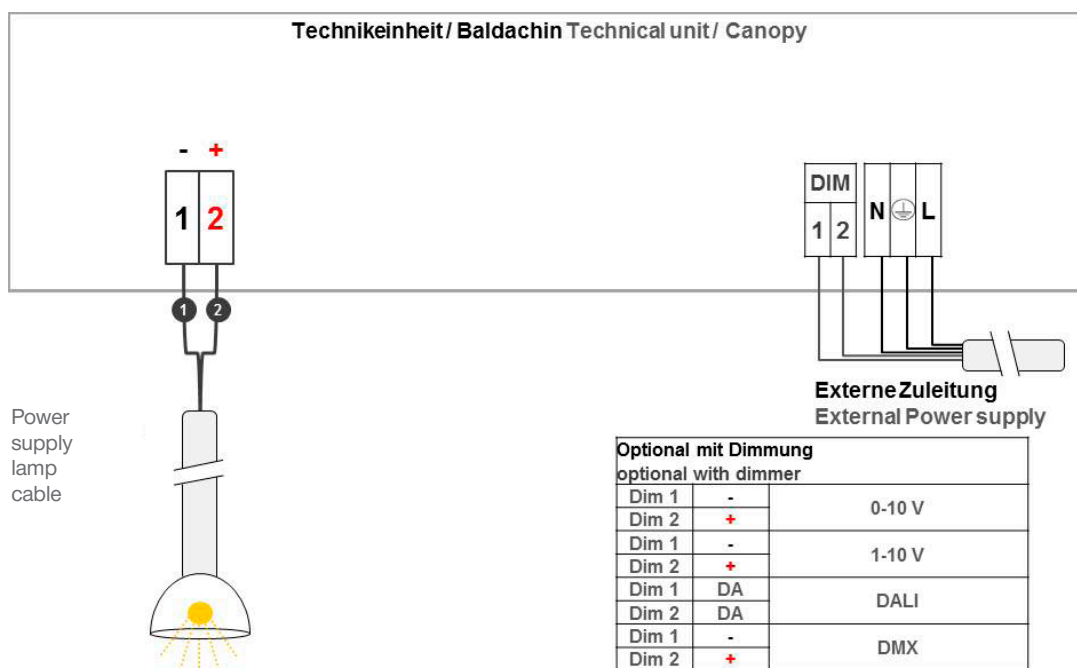 Technikeinheit / Baldachin Technical unit / Canopy
- +
1 2
DIM
1 2
N L
1 2
Externe Zuleitung
External Power supply
Power
supply
lamp
cable
Optional mit Dimmung
optional with dimmer
Dim 1 - 0-10 V
Dim 2 +
Dim 1 - 1-10 V
Dim 2 +
Dim 1 DA DALI
Dim 2 DA
Dim 1 - DMX
Dim 2 +